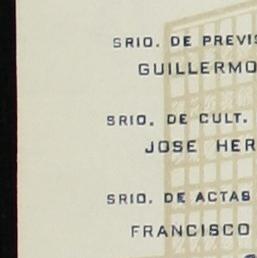 SRIO. DE PREVIS
GUILLERMO
SRIO. DE CULT.
JOSE HER
SRIO. DE ACTAS
FRANCISCO